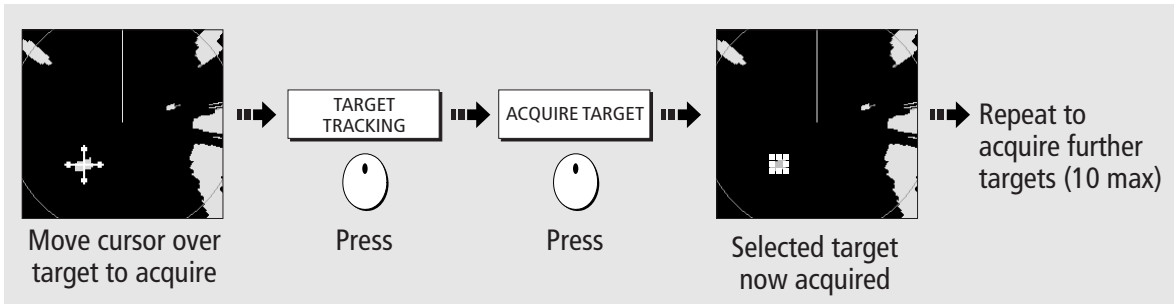 Move cursor over
target to acquire
TARGET
TRACKING
Press
ACQUIRE TARGET
Press
Selected target
now acquired
Repeat to
acquire further
targets (10 max)